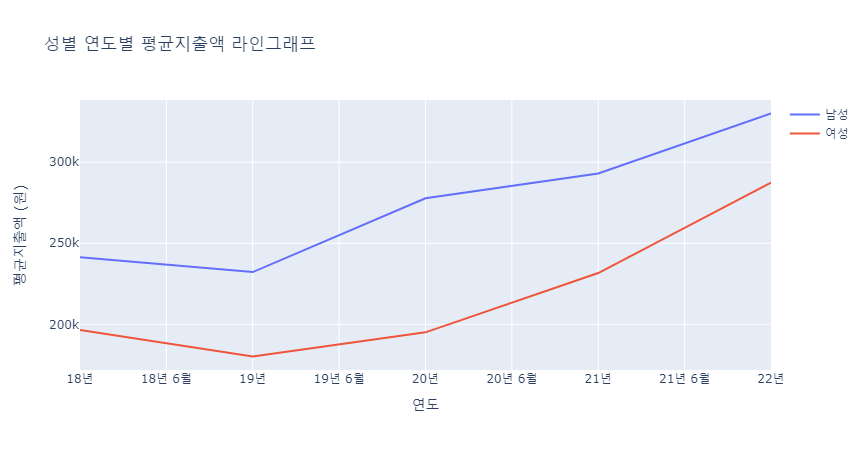 성별 연도별 평균지출액 라인그래프
남성
여성
평균지출액 (원)
300k
250k
200k
18년
18년 6월
19년
19년 6월
20년
20년 6월
21년
21년 6월
22년
연도